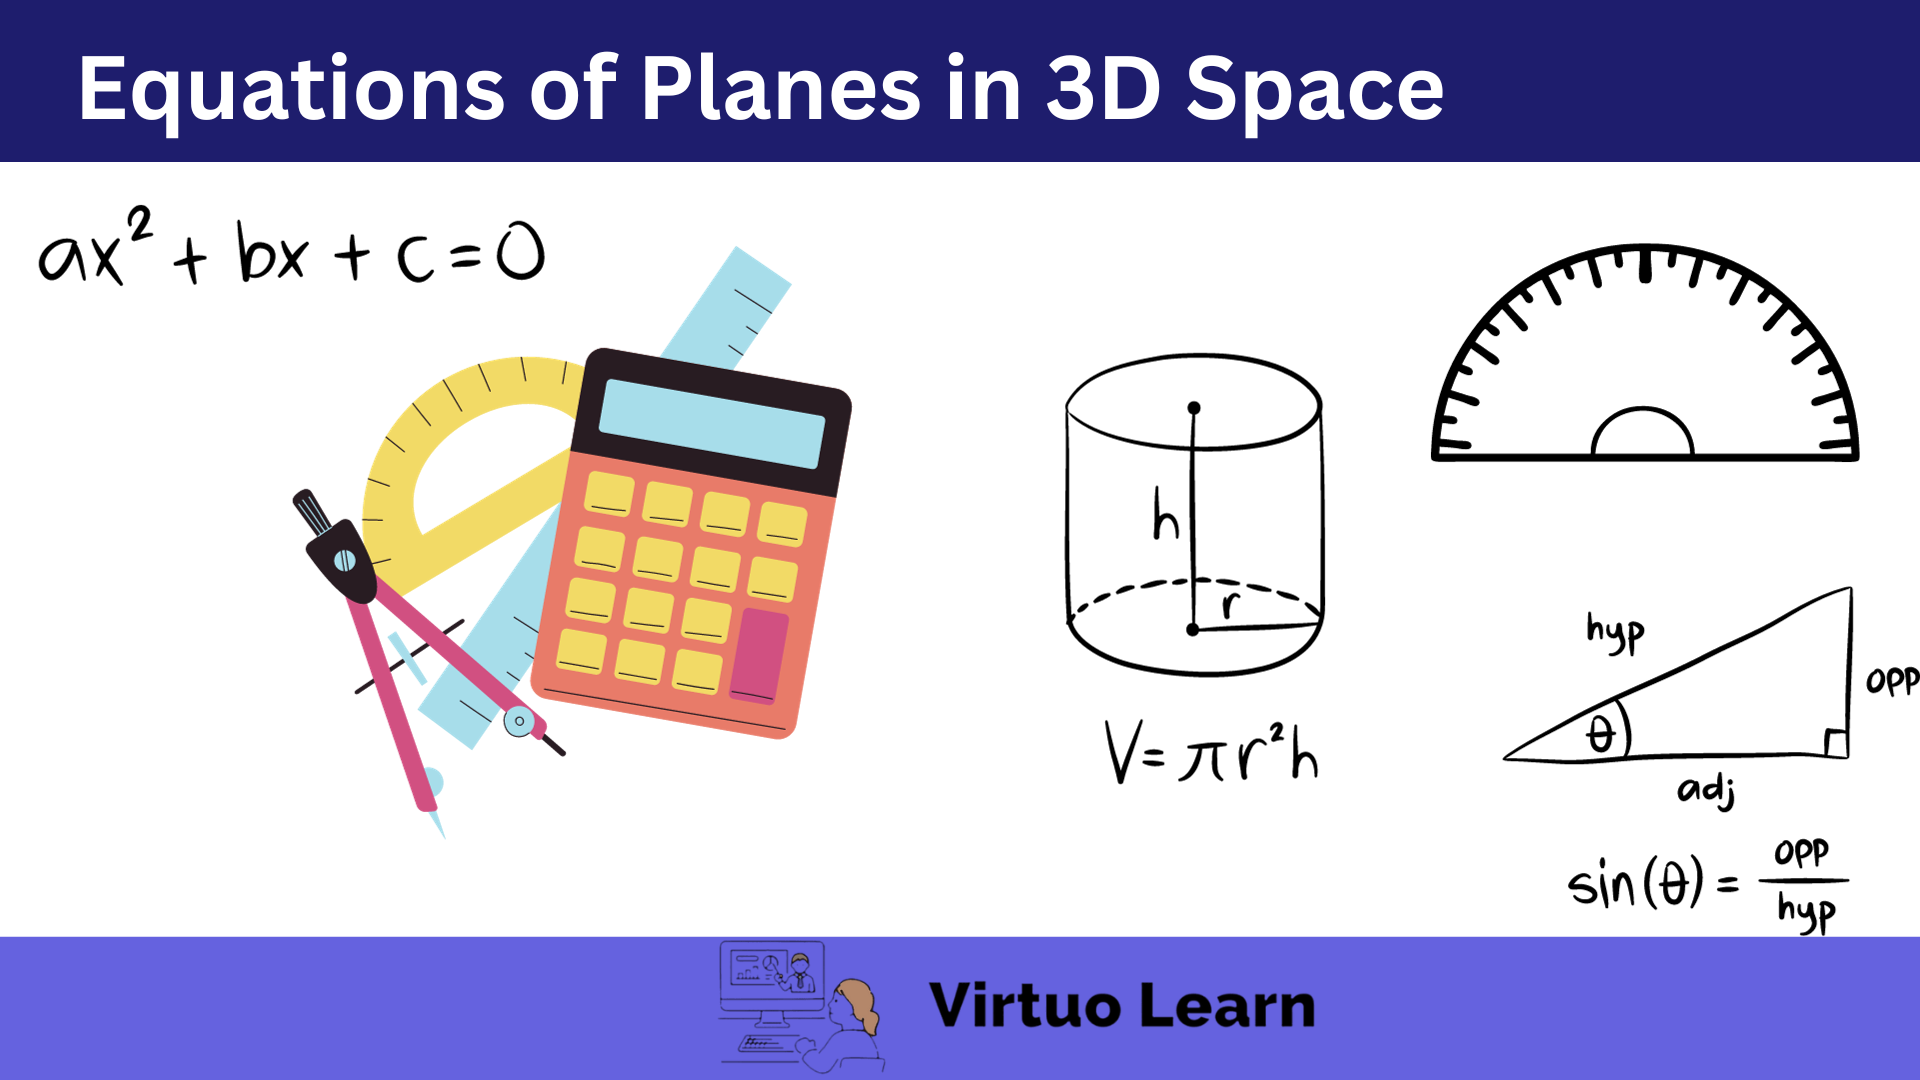 Equations of Planes in 3D Space
ax² + bx + c = 0
h
r
V = πr²h
hyp
opp
θ
adj
sin(θ) = opp/hyp
Virtuo Learn